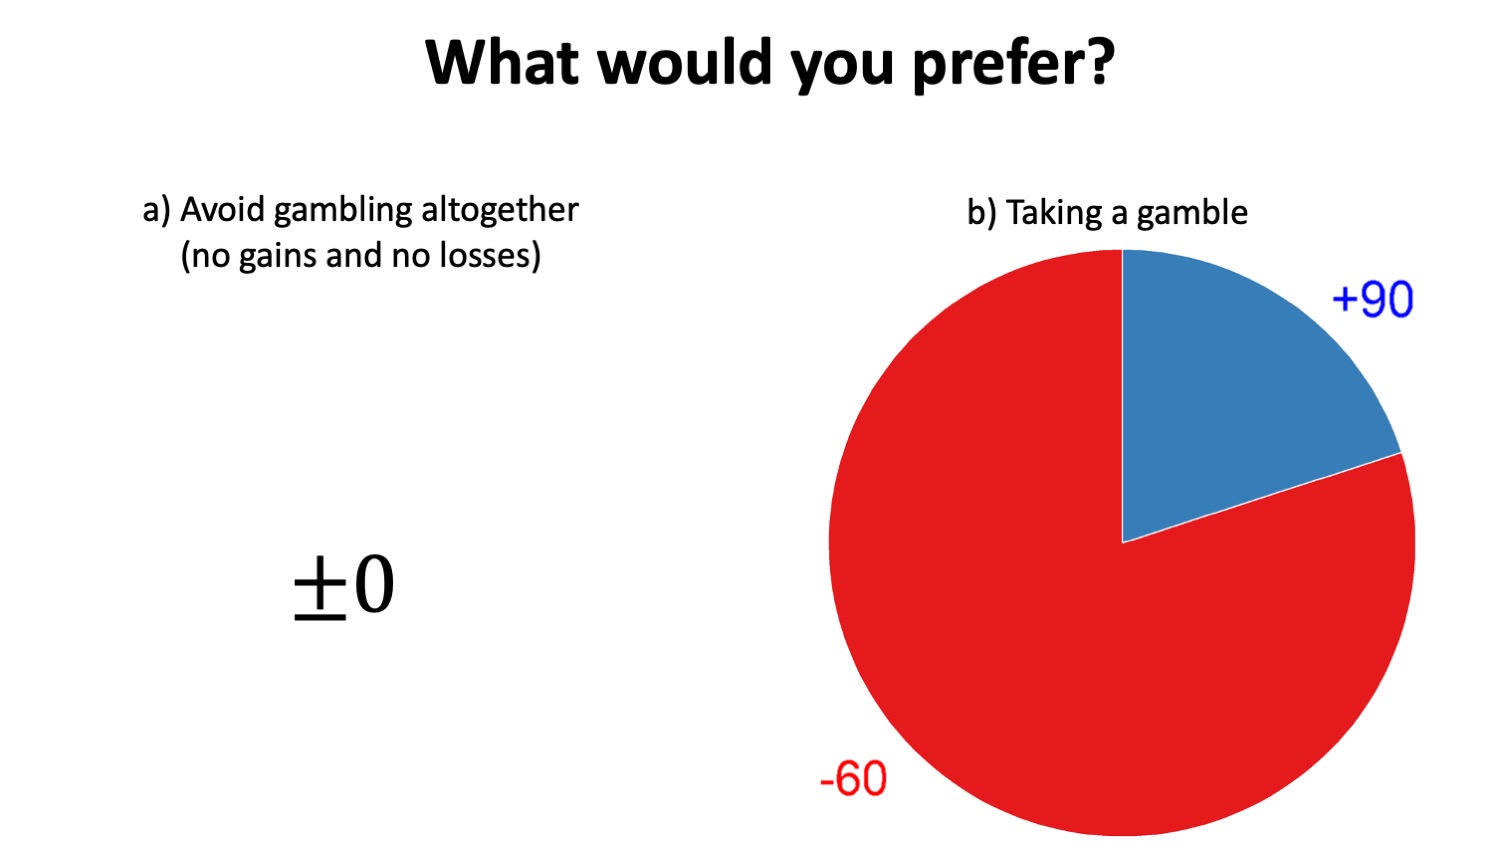 What would you prefer?
a) Avoid gambling altogether
(no gains and no losses)
b) Taking a gamble
+90
±0
-60